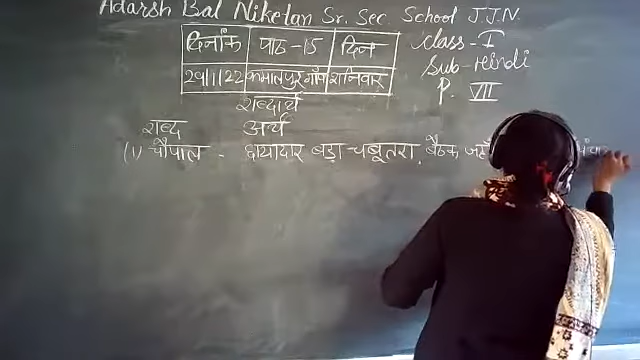 Adarsh Bal Niketan Sr. Sec. School J.J.N.
दिनांक पाठ-15 दिन
29/1/22 कमालपुर गाँव शनिवार
Class - I
Sub - Hindi
P. VII
शब्दार्थ
शब्द अर्थ
(1) चौपाल - छायादार बड़ा चबूतरा, बैठक जहाँ